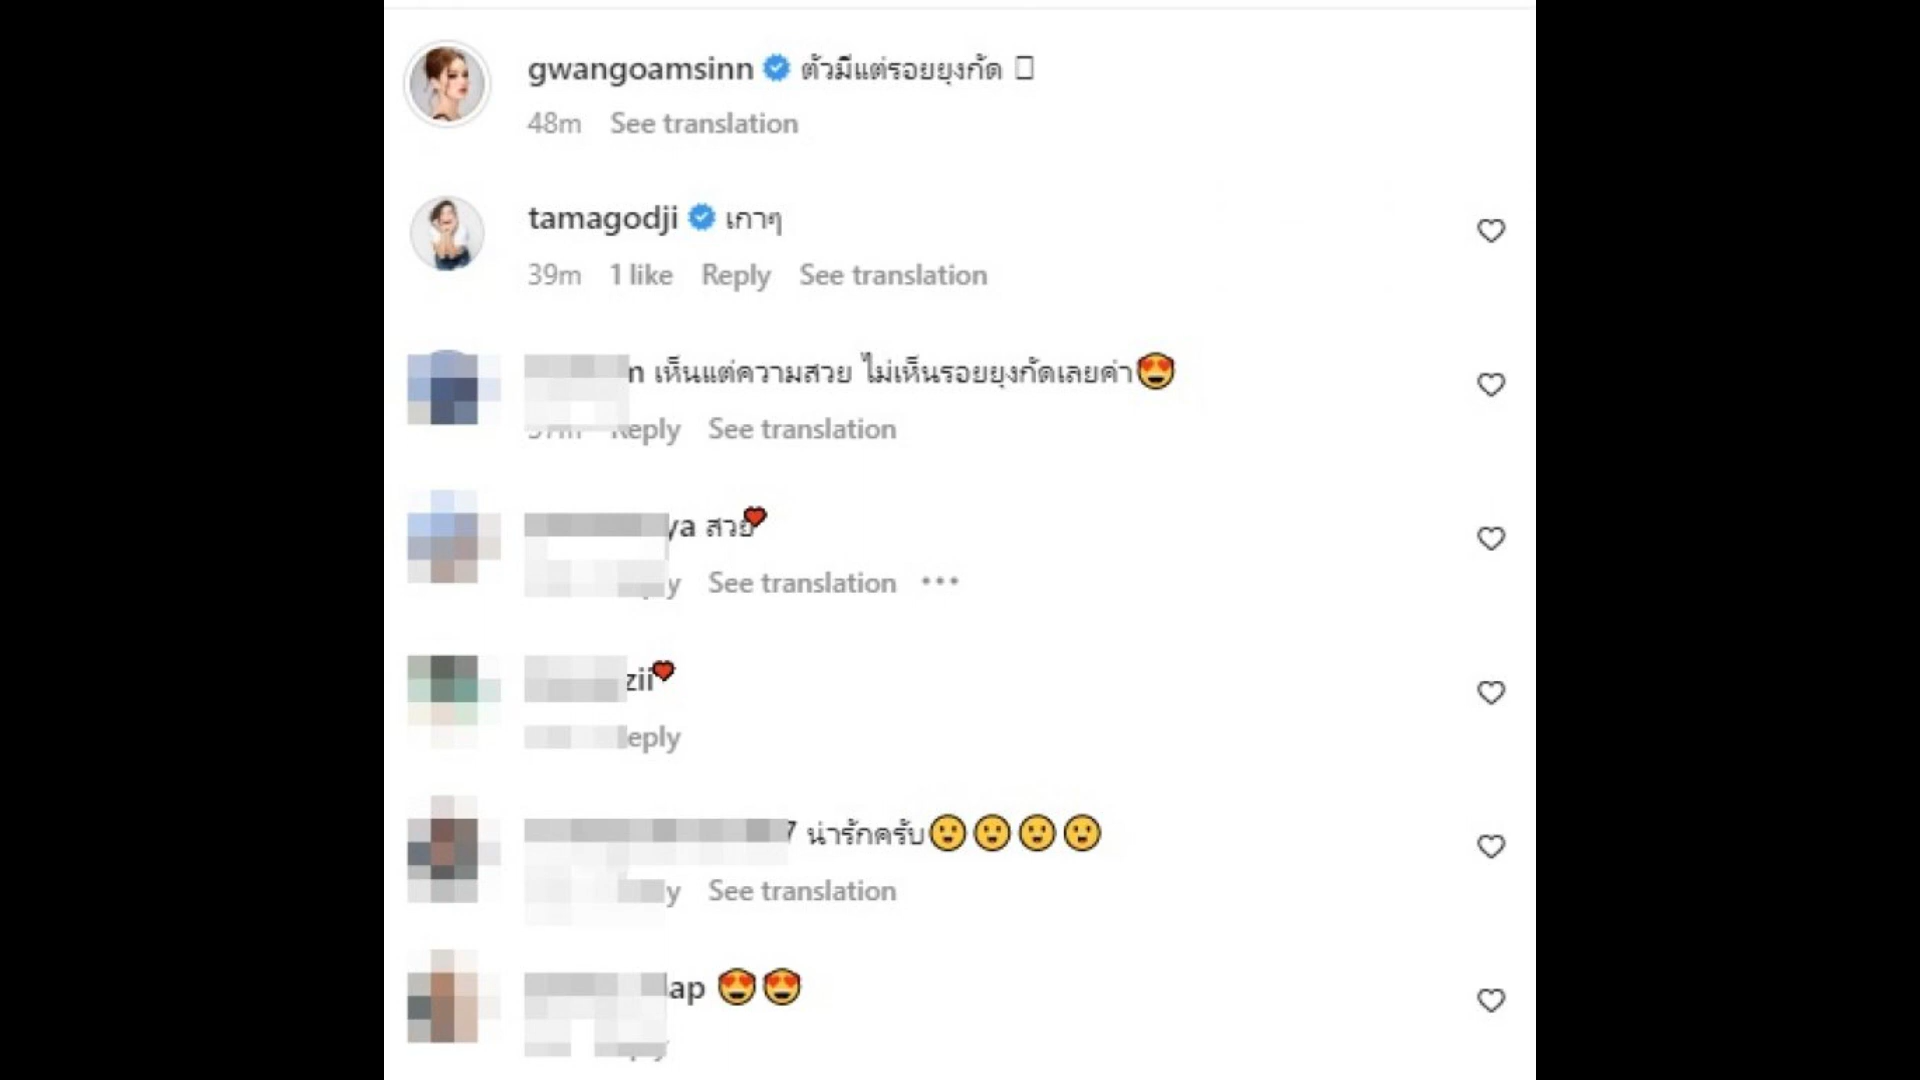 gwangoamsinn ตัวมีแต่รอยยุงกัด
48m See translation
tamagodji เกาๆ
39m 1 like Reply See translation
เห็นแต่ความสวย ไม่เห็นรอยยุงกัดเลยค่า😍
Reply See translation
ya สวย❤
See translation •••
zii❤
eply
7 น่ารักครับ😮😮😮😮
See translation
ap 😍😍